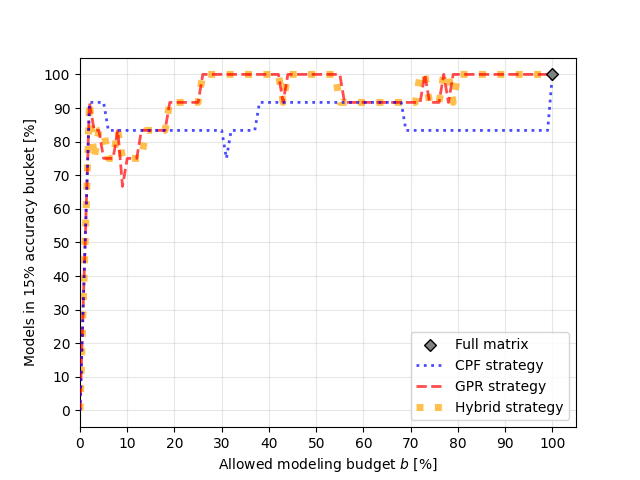 100
90
80
70
60
50
40
30
20
10
0
Models in 15% accuracy bucket [%]
Full matrix
CPF strategy
GPR strategy
Hybrid strategy
0 10 20 30 40 50 60 70 80 90 100
Allowed modeling budget b [%]